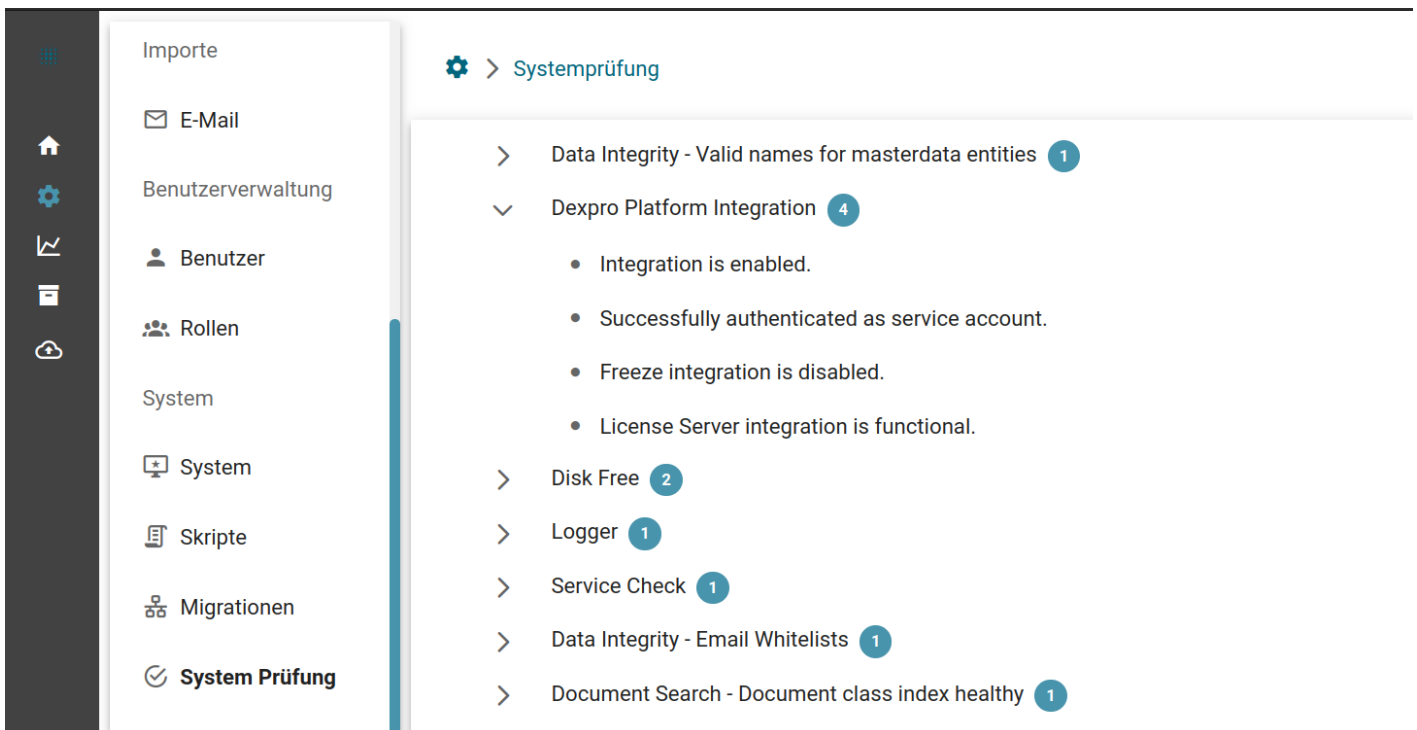 Importe
E-Mail
Benutzerverwaltung
Benutzer
Rollen
System
System
Skripte
Migrationen
System Prüfung
Systemprüfung
Data Integrity - Valid names for masterdata entities 1
Dexpro Platform Integration 4
Integration is enabled.
Successfully authenticated as service account.
Freeze integration is disabled.
License Server integration is functional.
Disk Free 2
Logger 1
Service Check 1
Data Integrity - Email Whitelists 1
Document Search - Document class index healthy 1